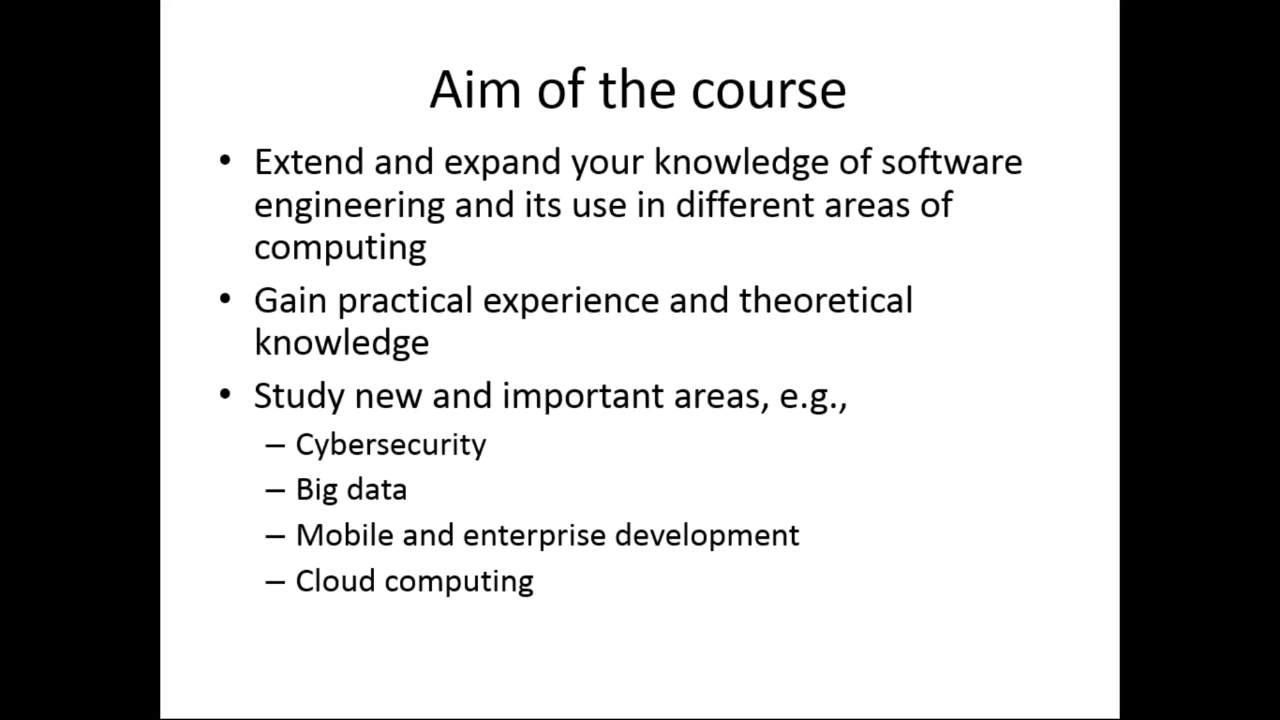 Aim of the course
• Extend and expand your knowledge of software
engineering and its use in different areas of
computing
• Gain practical experience and theoretical
knowledge
• Study new and important areas, e.g.,
– Cybersecurity
– Big data
– Mobile and enterprise development
– Cloud computing